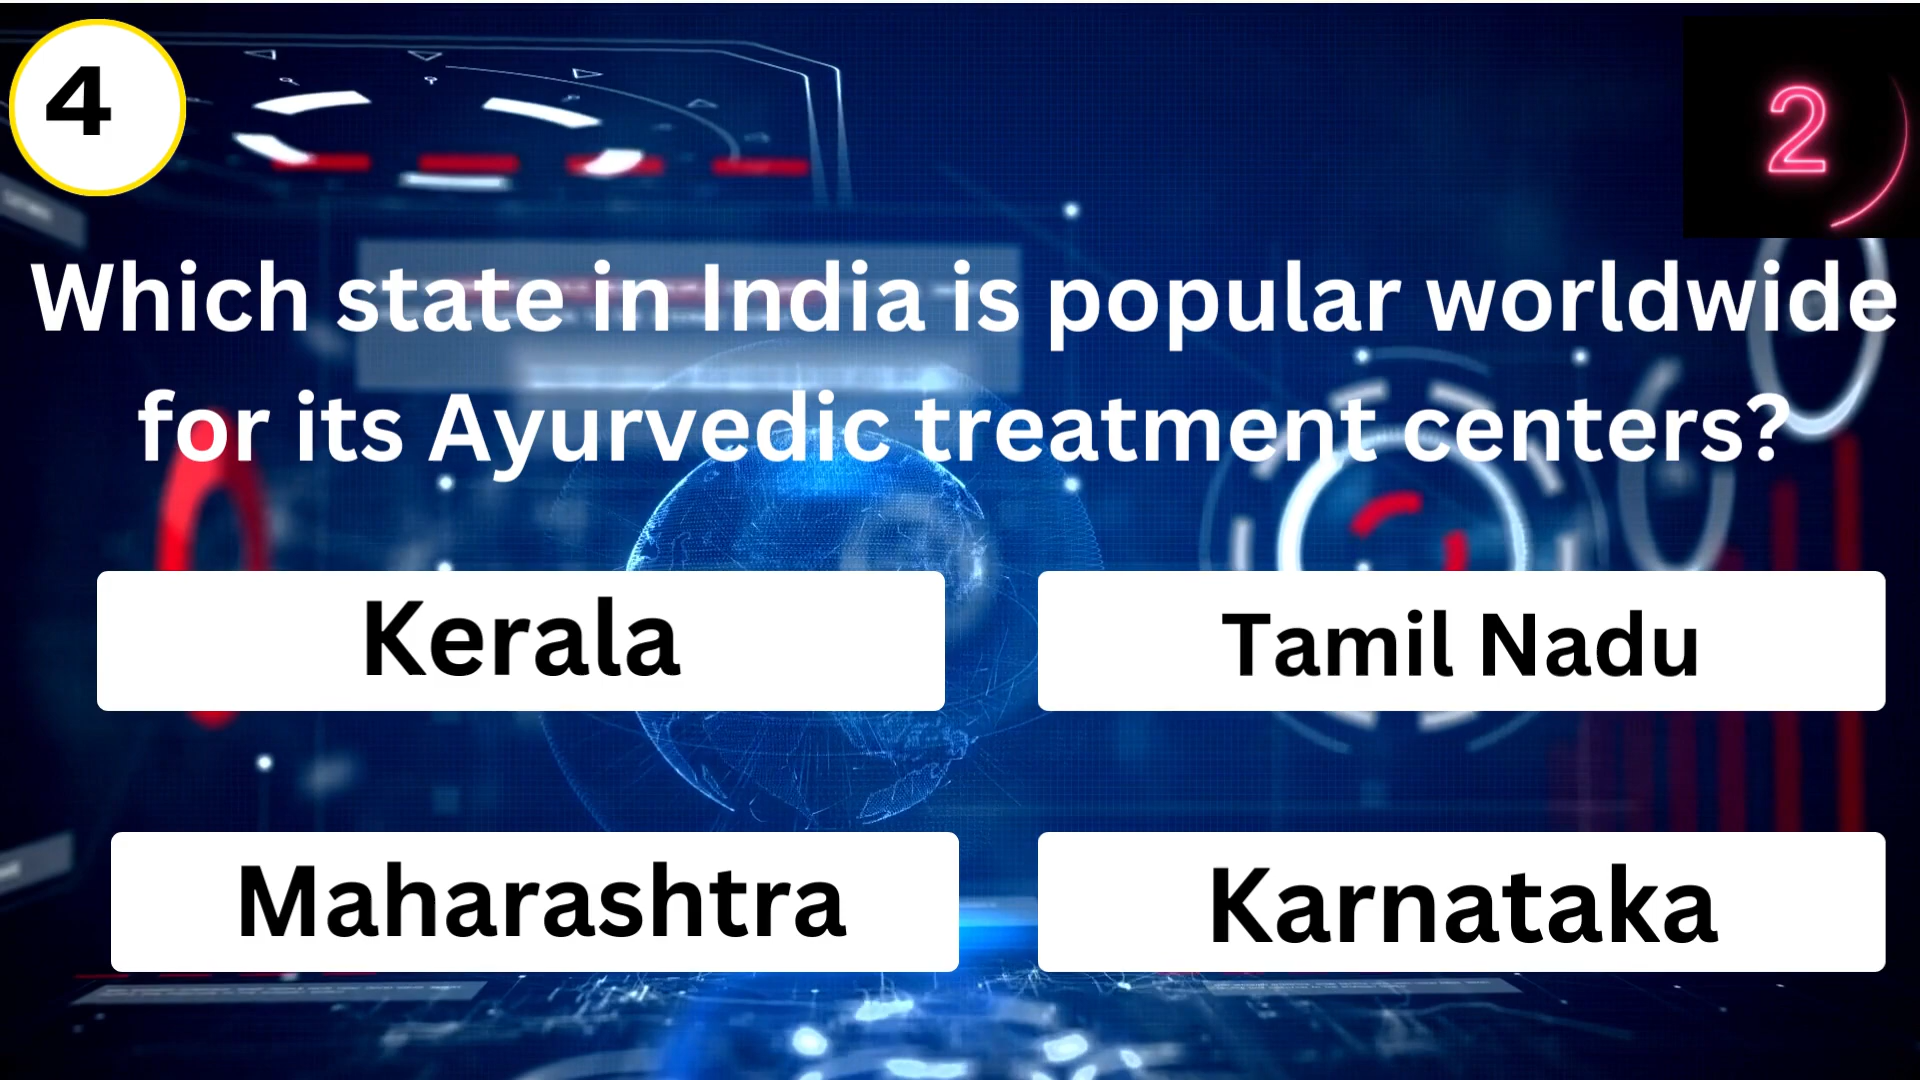 4
2
Which state in India is popular worldwide
for its Ayurvedic treatment centers?
Kerala
Tamil Nadu
Maharashtra
Karnataka